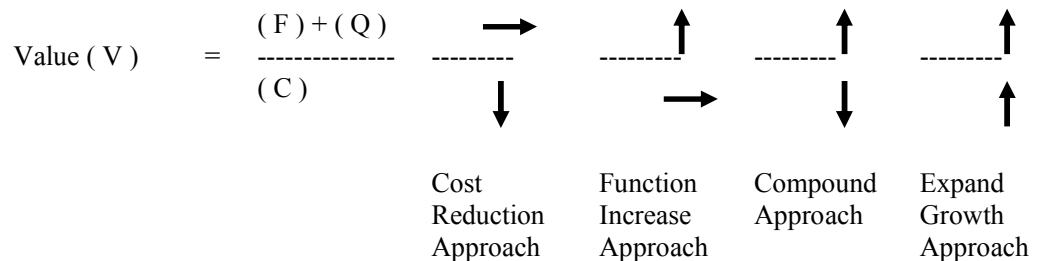 ( F ) + ( Q )
Value ( V ) = --------------- --------- --------- --------- ---------
( C )
Cost Function Compound Expand
Reduction Increase Approach Growth
Approach Approach Approach